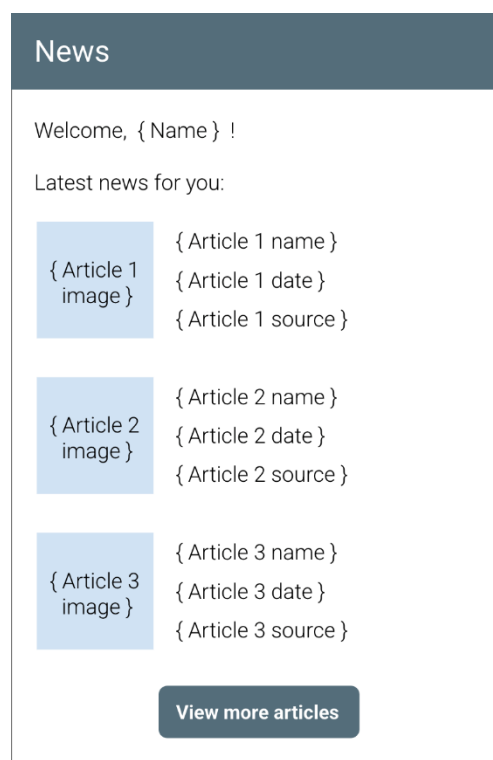 News
Welcome, { Name } !
Latest news for you:
{ Article 1
image }
{ Article 1 name }
{ Article 1 date }
{ Article 1 source }
{ Article 2
image }
{ Article 2 name }
{ Article 2 date }
{ Article 2 source }
{ Article 3
image }
{ Article 3 name }
{ Article 3 date }
{ Article 3 source }
View more articles